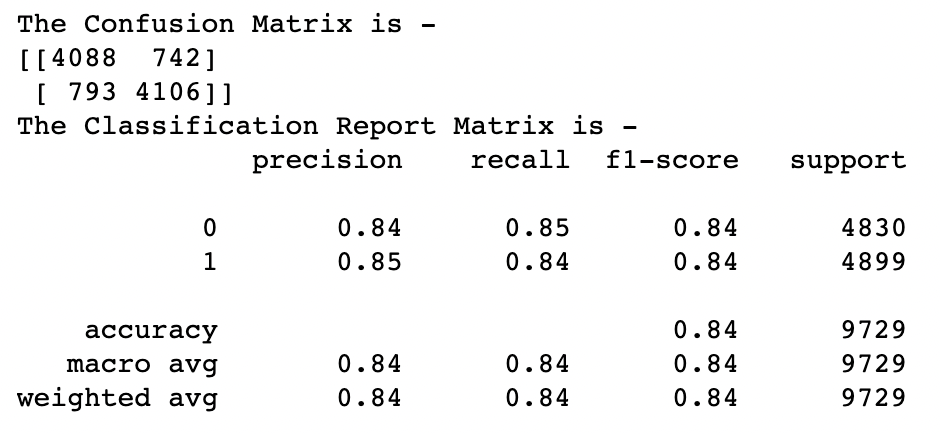 The Confusion Matrix is -
[[4088  742]
 [ 793 4106]]
The Classification Report Matrix is -
              precision    recall  f1-score   support

           0       0.84      0.85      0.84      4830
           1       0.85      0.84      0.84      4899

    accuracy                           0.84      9729
   macro avg       0.84      0.84      0.84      9729
weighted avg       0.84      0.84      0.84      9729